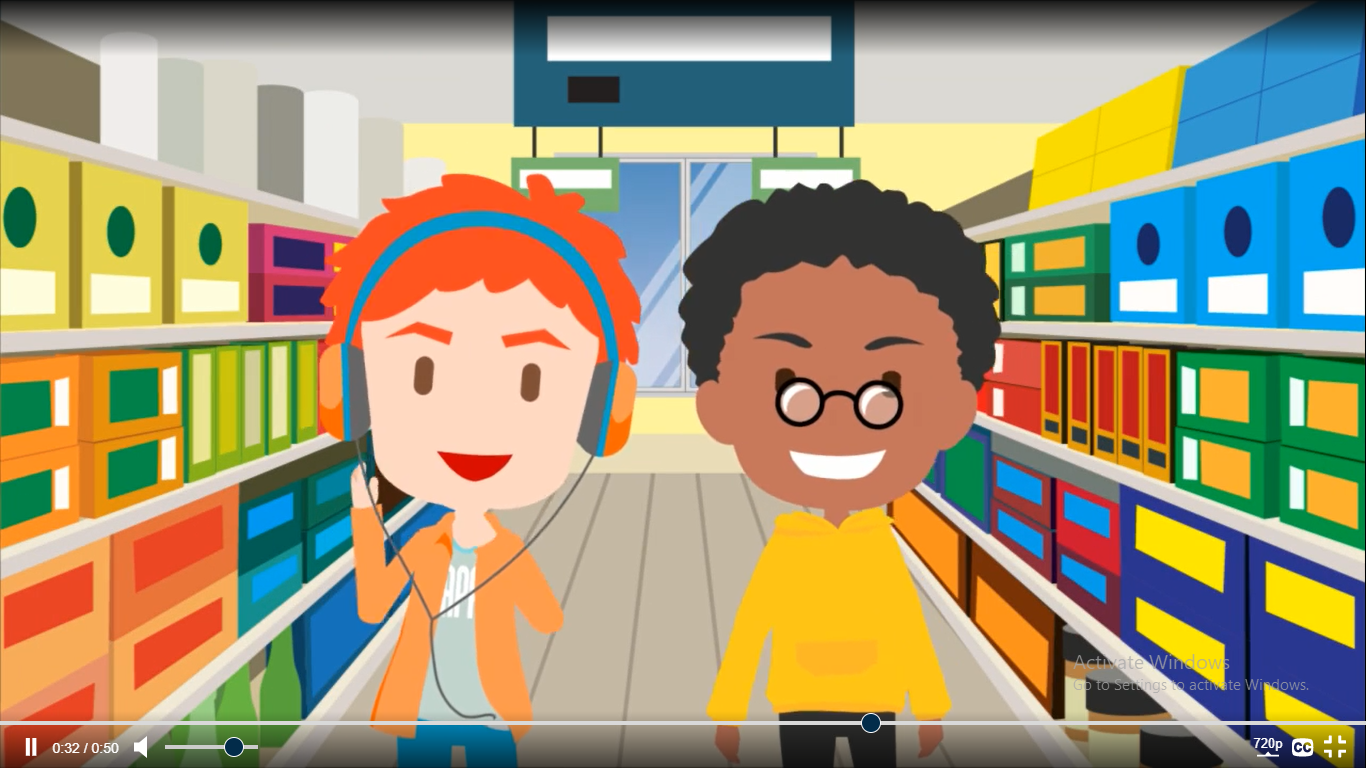 Activate Windows
Go to Settings to activate Windows.
0:32 / 0:50
720p
CC